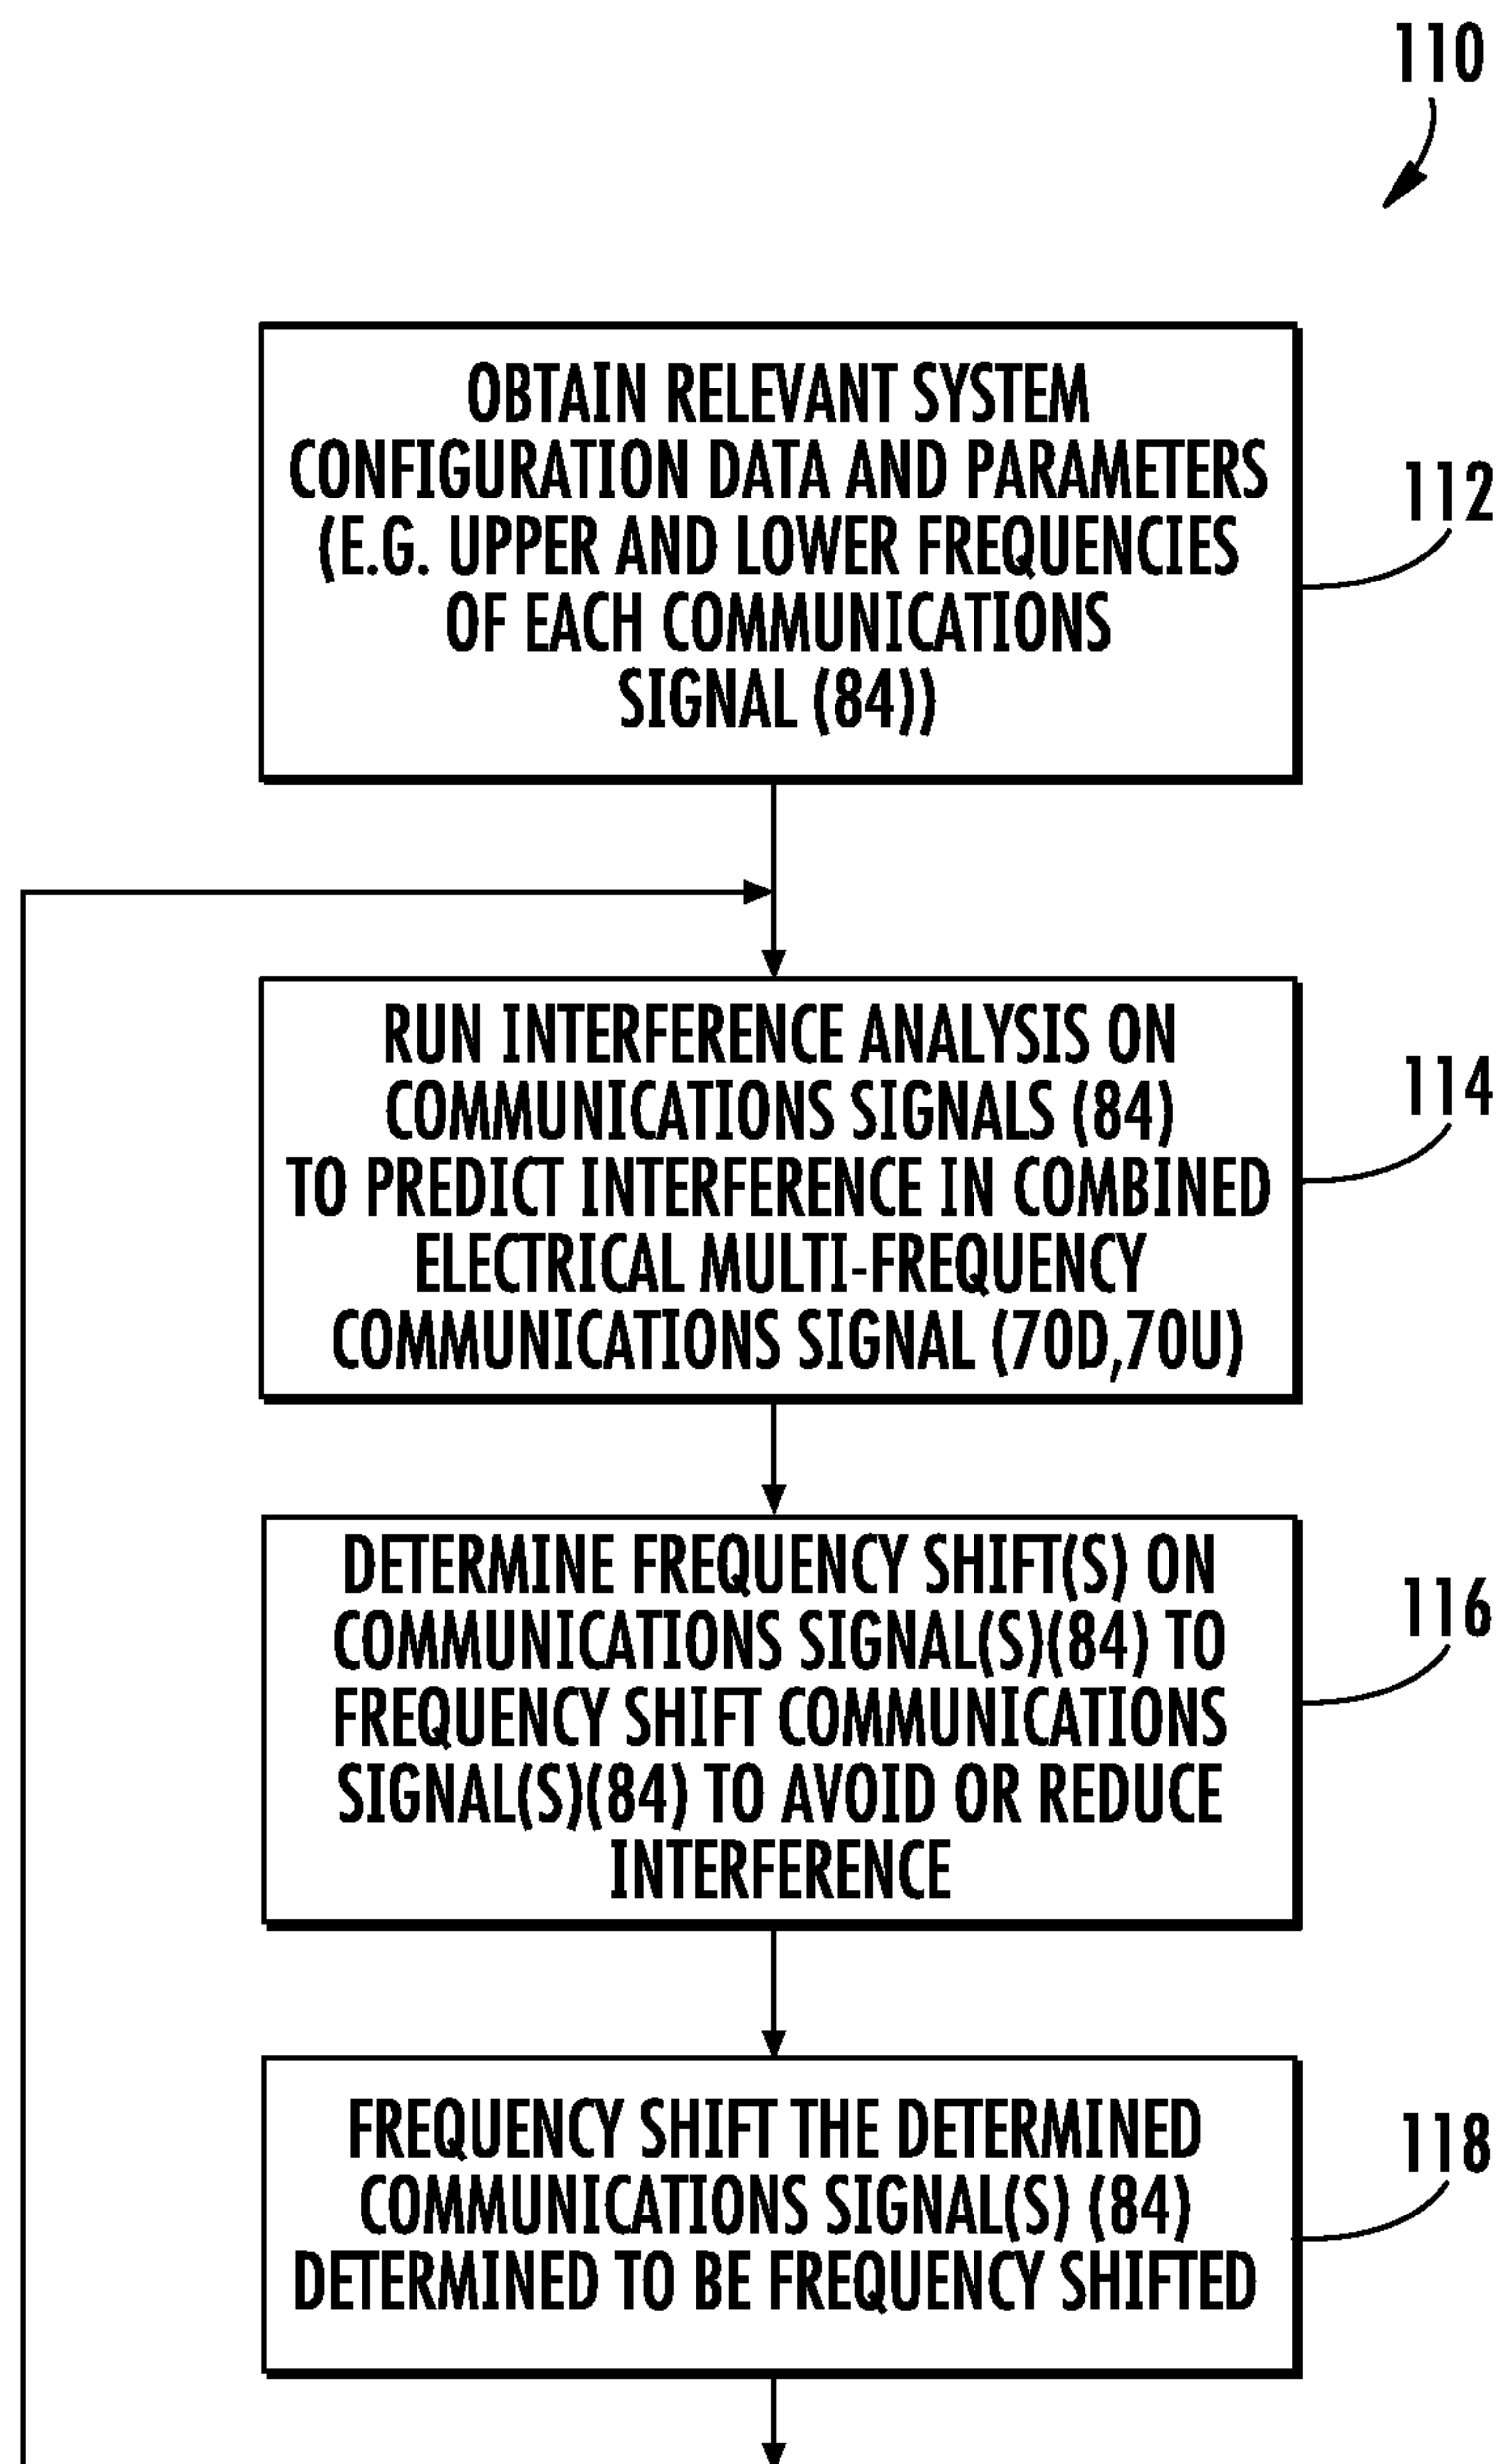 110
OBTAIN RELEVANT SYSTEM
CONFIGURATION DATA AND PARAMETERS
(E.G. UPPER AND LOWER FREQUENCIES
OF EACH COMMUNICATIONS
SIGNAL (84))
112
RUN INTERFERENCE ANALYSIS ON
COMMUNICATIONS SIGNALS (84)
TO PREDICT INTERFERENCE IN COMBINED
ELECTRICAL MULTI-FREQUENCY
COMMUNICATIONS SIGNAL (70D,70U)
114
DETERMINE FREQUENCY SHIFT(S) ON
COMMUNICATIONS SIGNAL(S)(84) TO
FREQUENCY SHIFT COMMUNICATIONS
SIGNAL(S)(84) TO AVOID OR REDUCE
INTERFERENCE
116
FREQUENCY SHIFT THE DETERMINED
COMMUNICATIONS SIGNAL(S) (84)
DETERMINED TO BE FREQUENCY SHIFTED
118